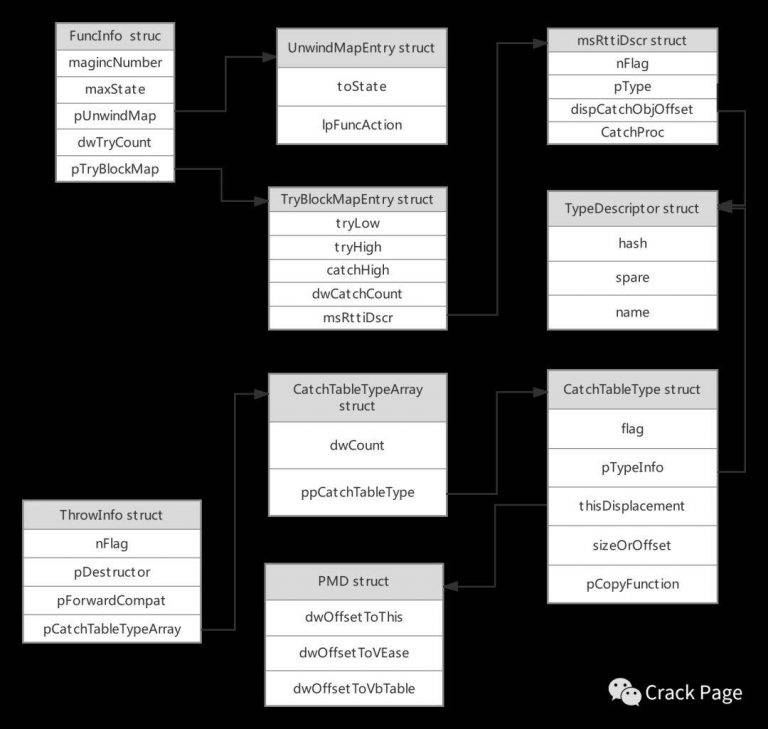 FuncInfo struc
magincNumber
maxState
pUnwindMap
dwTryCount
pTryBlockMap
UnwindMapEntry struct
toState
lpFuncAction
msRttiDscr struct
nFlag
pType
dispCatchObjOffset
CatchProc
TryBlockMapEntry struct
tryLow
tryHigh
catchHigh
dwCatchCount
msRttiDscr
TypeDescriptor struct
hash
spare
name
CatchTableTypeArray
struct
dwCount
ppCatchTableType
CatchTableType struct
flag
pTypeInfo
thisDisplacement
sizeOrOffset
pCopyFunction
ThrowInfo struct
nFlag
pDestructor
pForwardCompat
pCatchTableTypeArray
PMD struct
dwOffsetToThis
dwOffsetToVEase
dwOffsetToVbTable
Crack Page